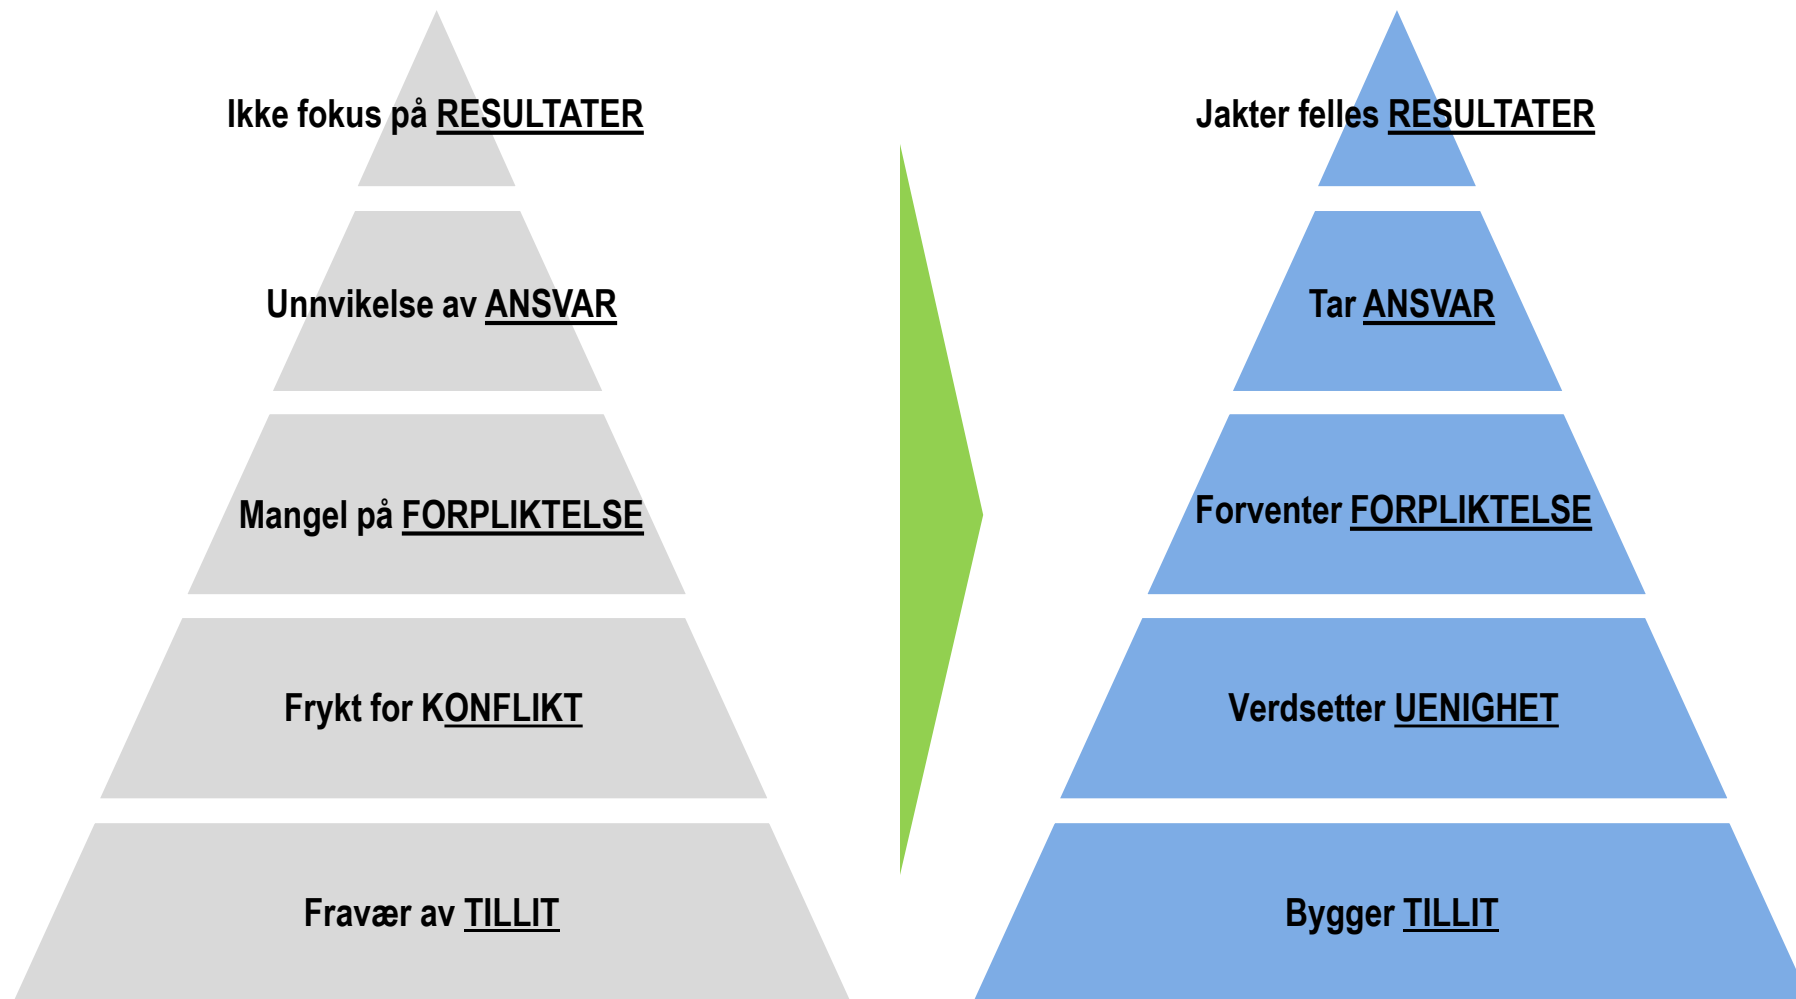 Ikke fokus på RESULTATER
Unnvikelse av ANSVAR
Mangel på FORPLIKTELSE
Frykt for KONFLIKT
Fravær av TILLIT
Jakter felles RESULTATER
Tar ANSVAR
Forventer FORPLIKTELSE
Verdsetter UENIGHET
Bygger TILLIT